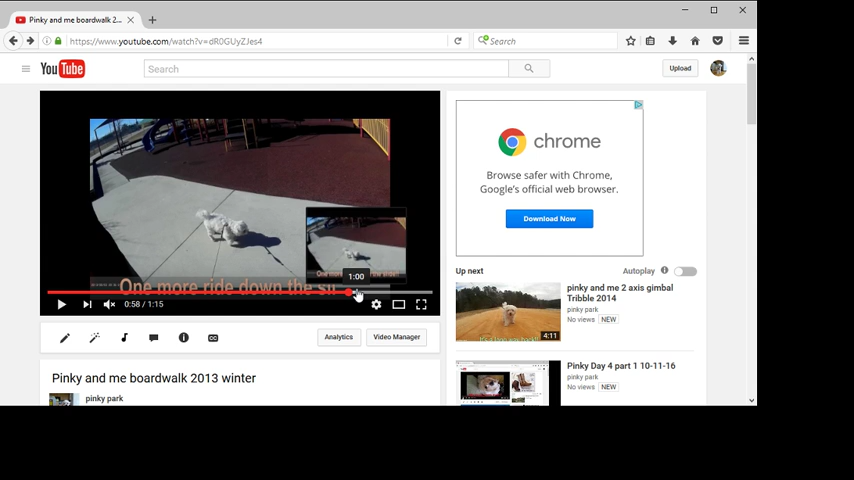 Pinky and me boardwalk 2...
https://www.youtube.com/watch?v=dR0GUyZJes4
Search
YouTube
Search
Upload
One more ride down the
1:00
0:58 / 1:15
Analytics
Video Manager
Pinky and me boardwalk 2013 winter
pinky park
chrome
Browse safer with Chrome,
Google's official web browser.
Download Now
Up next
Autoplay
pinky and me 2 axis gimbal
Tribble 2014
pinky park
No views NEW
4:11
Pinky Day 4 part 1 10-11-16
pinky park
No views NEW